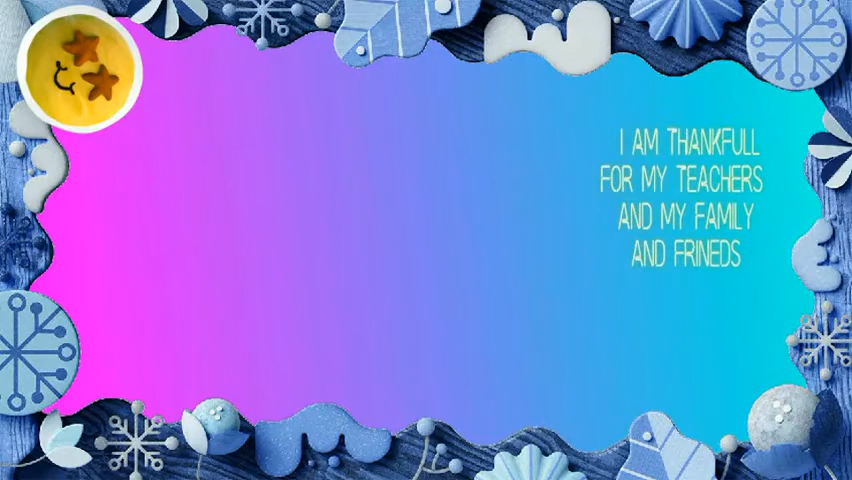 I AM THANKFULL
FOR MY TEACHERS
AND MY FAMILY
AND FRINEDS